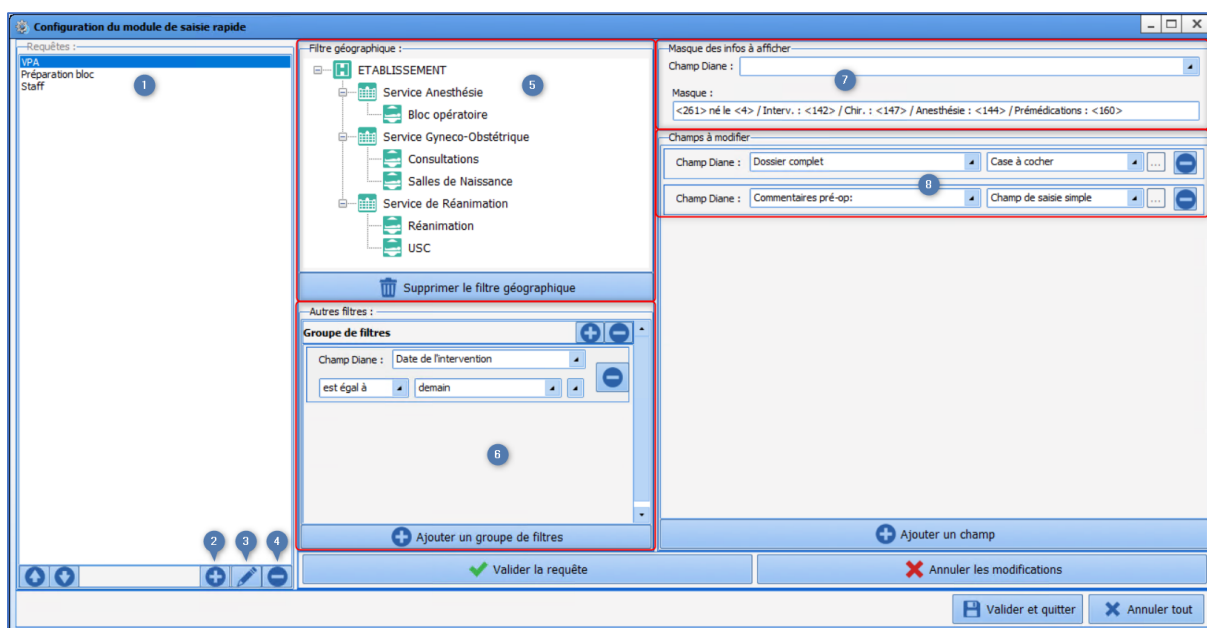 Configuration du module de saisie rapide
Requêtes :
VPA
Préparation bloc
Staff
1
2
3
4
Filtre géographique :
ETABLISSEMENT
Service Anesthésie
Bloc opératoire
Service Gyneco-Obstétrique
Consultations
Salles de Naissance
Service de Réanimation
Réanimation
USC
5
Supprimer le filtre géographique
Autres filtres :
Groupe de filtres
Champ Diane : Date de l'intervention
est égal à demain
6
Ajouter un groupe de filtres
Masque des infos à afficher
Champ Diane :
7
Masque :
<261> né le <4> / Interv. : <142> / Chir. : <147> / Anesthésie : <144> / Prémédications : <160>
Champs à modifier
Champ Diane : Dossier complet Case à cocher ...
8
Champ Diane : Commentaires pré-op: Champ de saisie simple ...
Ajouter un champ
Valider la requête
Annuler les modifications
Valider et quitter
Annuler tout